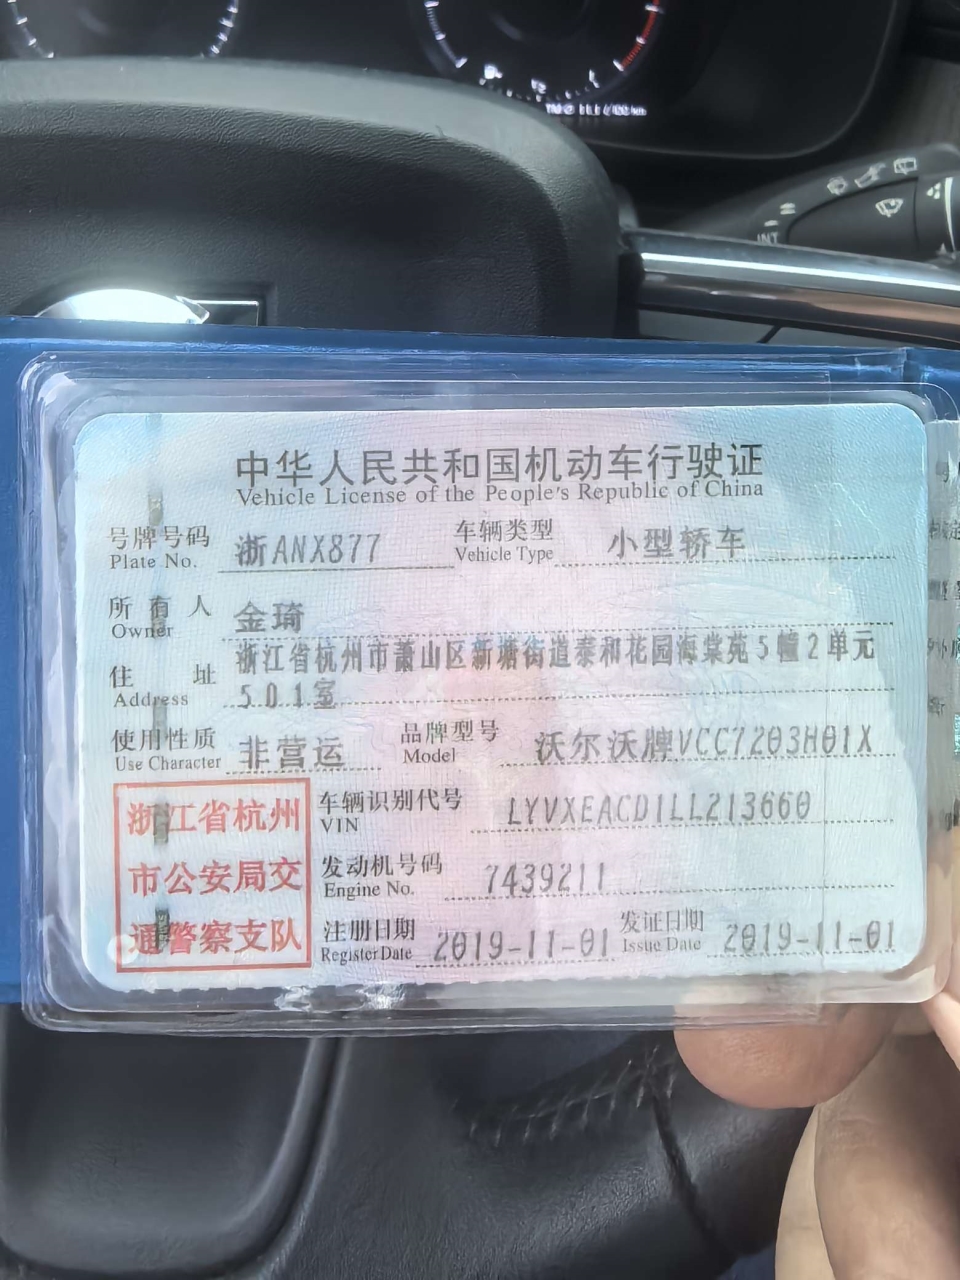 INT
中华人民共和国机动车行驶证
Vehicle License of the People's Republic of China
号牌号码 浙ANX877 车辆类型 小型轿车
Plate No. Vehicle Type
所有人 金琦
Owner
浙江省杭州市萧山区新塘街道泰和花园海棠苑5幢2单元
住址 501室
Address
使用性质 非营运 品牌型号 沃尔沃牌VCC7203H01X
Use Character Model
浙江省杭州
市公安局交
通警察支队
车辆识别代号 LYVXEACD1LL213660
VIN
发动机号码 7439211
Engine No.
注册日期 2019-11-01 发证日期 2019-11-01
Register Date Issue Date